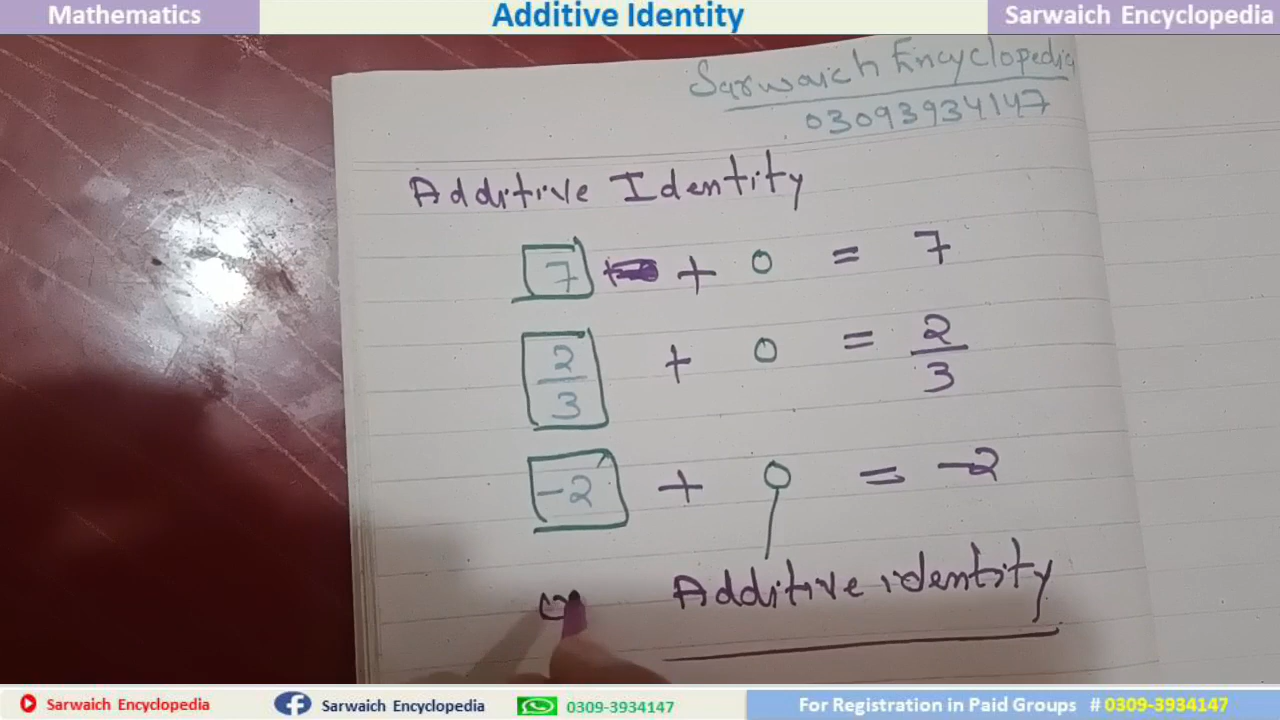 Mathematics Additive Identity Sarwaich Encyclopedia
Sarwaich Encyclopedia
03093934147
Additive Identity
7 + 0 = 7
2/3 + 0 = 2/3
-2 + 0 = -2
Additive identity
Sarwaich Encyclopedia Sarwaich Encyclopedia 0309-3934147 For Registration in Paid Groups # 0309-3934147